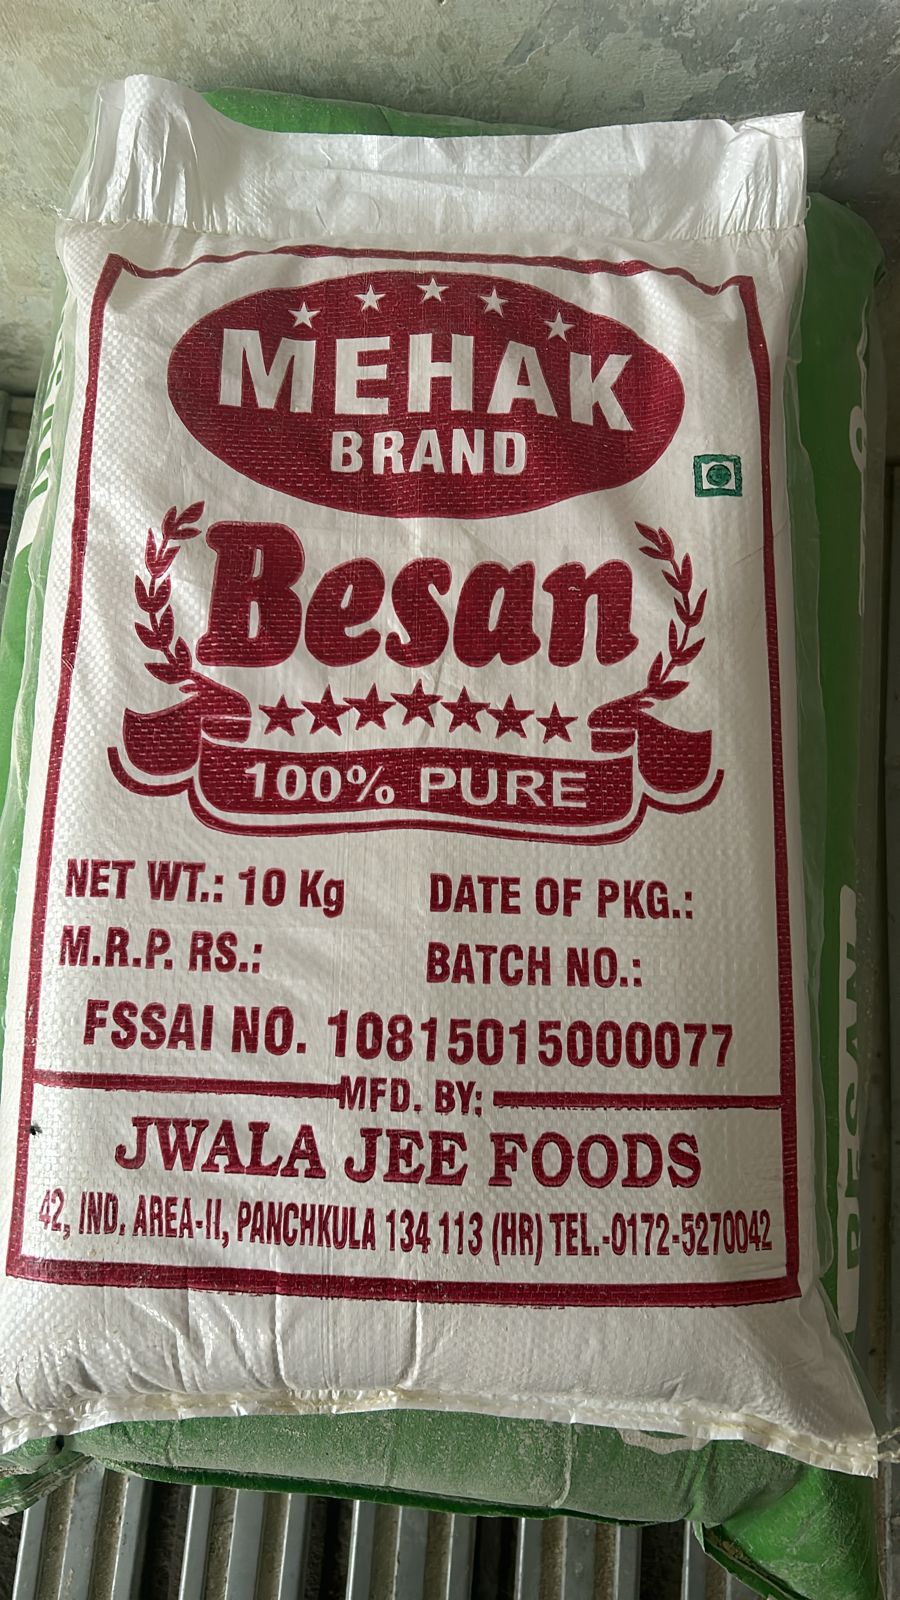 MEHAK
BRAND
Besan
100% PURE
NET WT.: 10 Kg DATE OF PKG.:
M.R.P. RS.: BATCH NO.:
FSSAI NO. 10815015000077
MFD. BY:
JWALA JEE FOODS
42, IND. AREA-II, PANCHKULA 134 113 (HR) TEL.-0172-5270042
BESAN